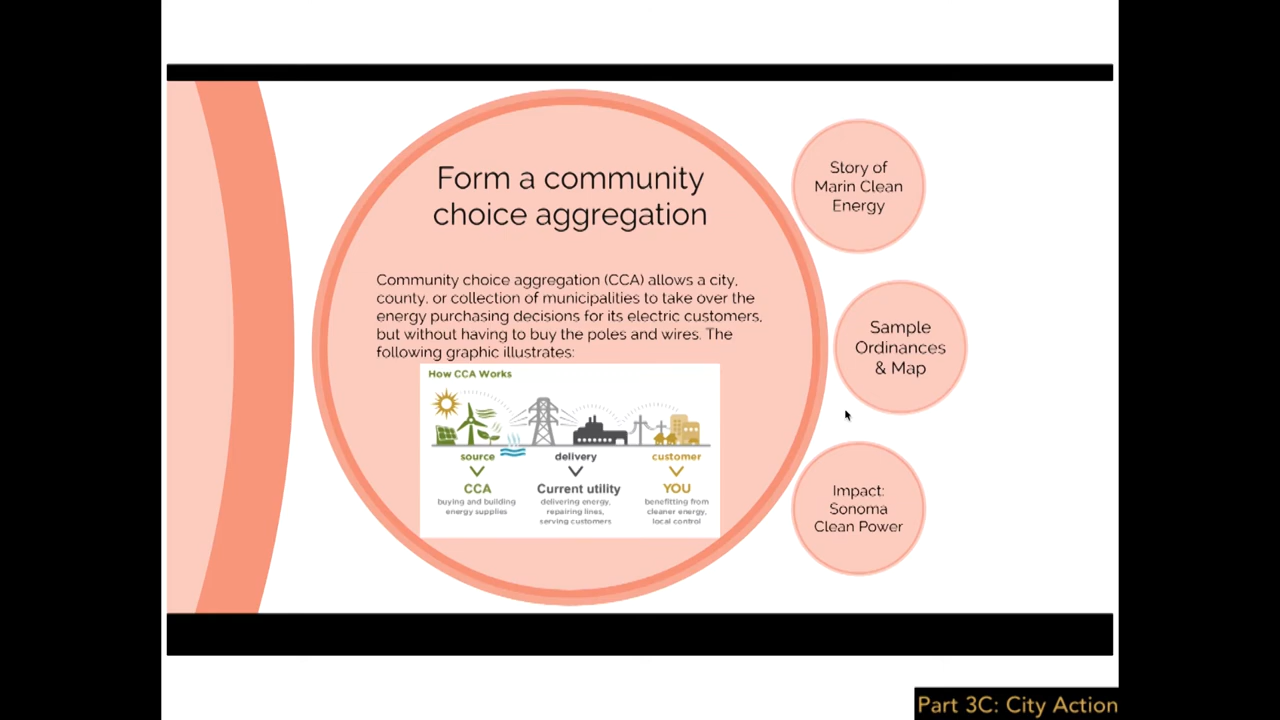 Form a community
choice aggregation
Community choice aggregation (CCA) allows a city,
county, or collection of municipalities to take over the
energy purchasing decisions for its electric customers,
but without having to buy the poles and wires. The
following graphic illustrates:
How CCA Works
source
delivery
customer
CCA
Current utility
YOU
buying and building
energy supplies
delivering energy,
repairing lines,
serving customers
benefitting from
cleaner energy,
local control
Story of
Marin Clean
Energy
Sample
Ordinances
& Map
Impact:
Sonoma
Clean Power
Part 3C: City Action